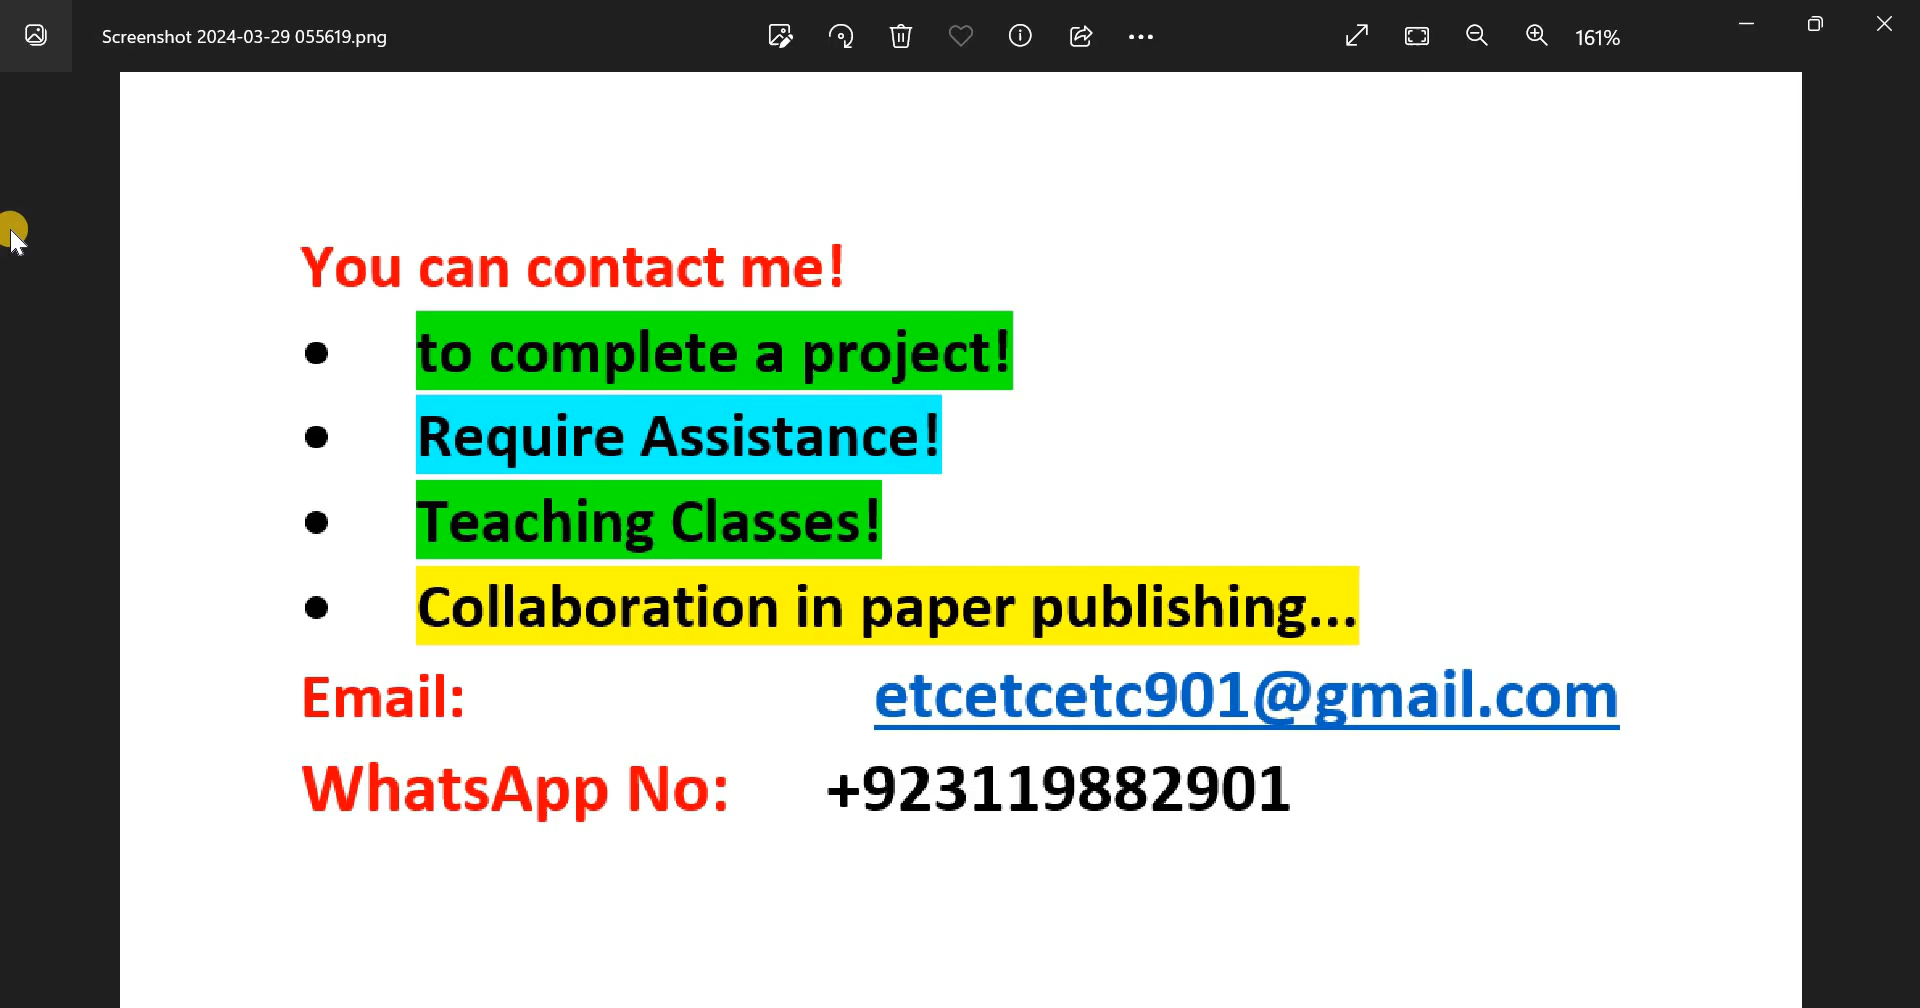 Screenshot 2024-03-29 055619.png
161%
You can contact me!
• to complete a project!
• Require Assistance!
• Teaching Classes!
• Collaboration in paper publishing...
Email: etcetcetc901@gmail.com
WhatsApp No: +923119882901